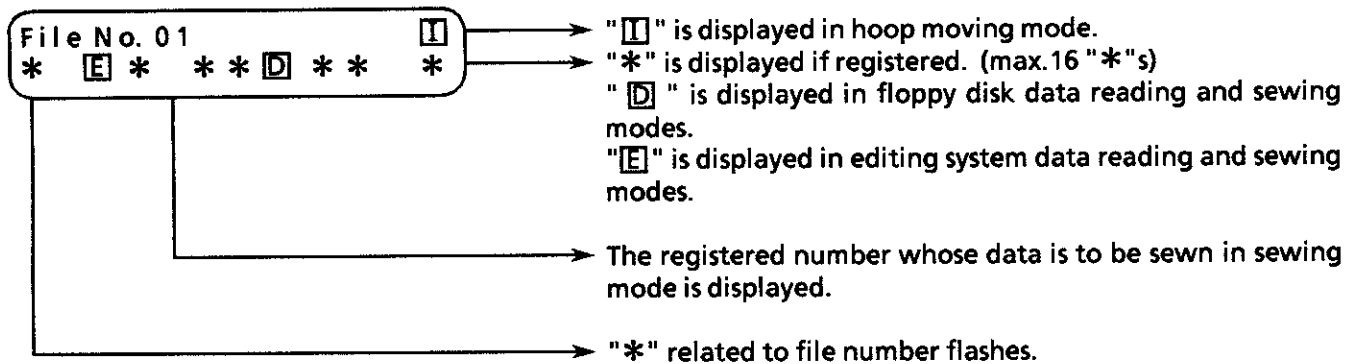 File No. 01 🄸
* 🄴 * * * 🄳 * * *
"🄸" is displayed in hoop moving mode.
"*" is displayed if registered. (max.16 "*"s)
" 🄳 " is displayed in floppy disk data reading and sewing
modes.
"🄴" is displayed in editing system data reading and sewing
modes.
The registered number whose data is to be sewn in sewing
mode is displayed.
"*" related to file number flashes.